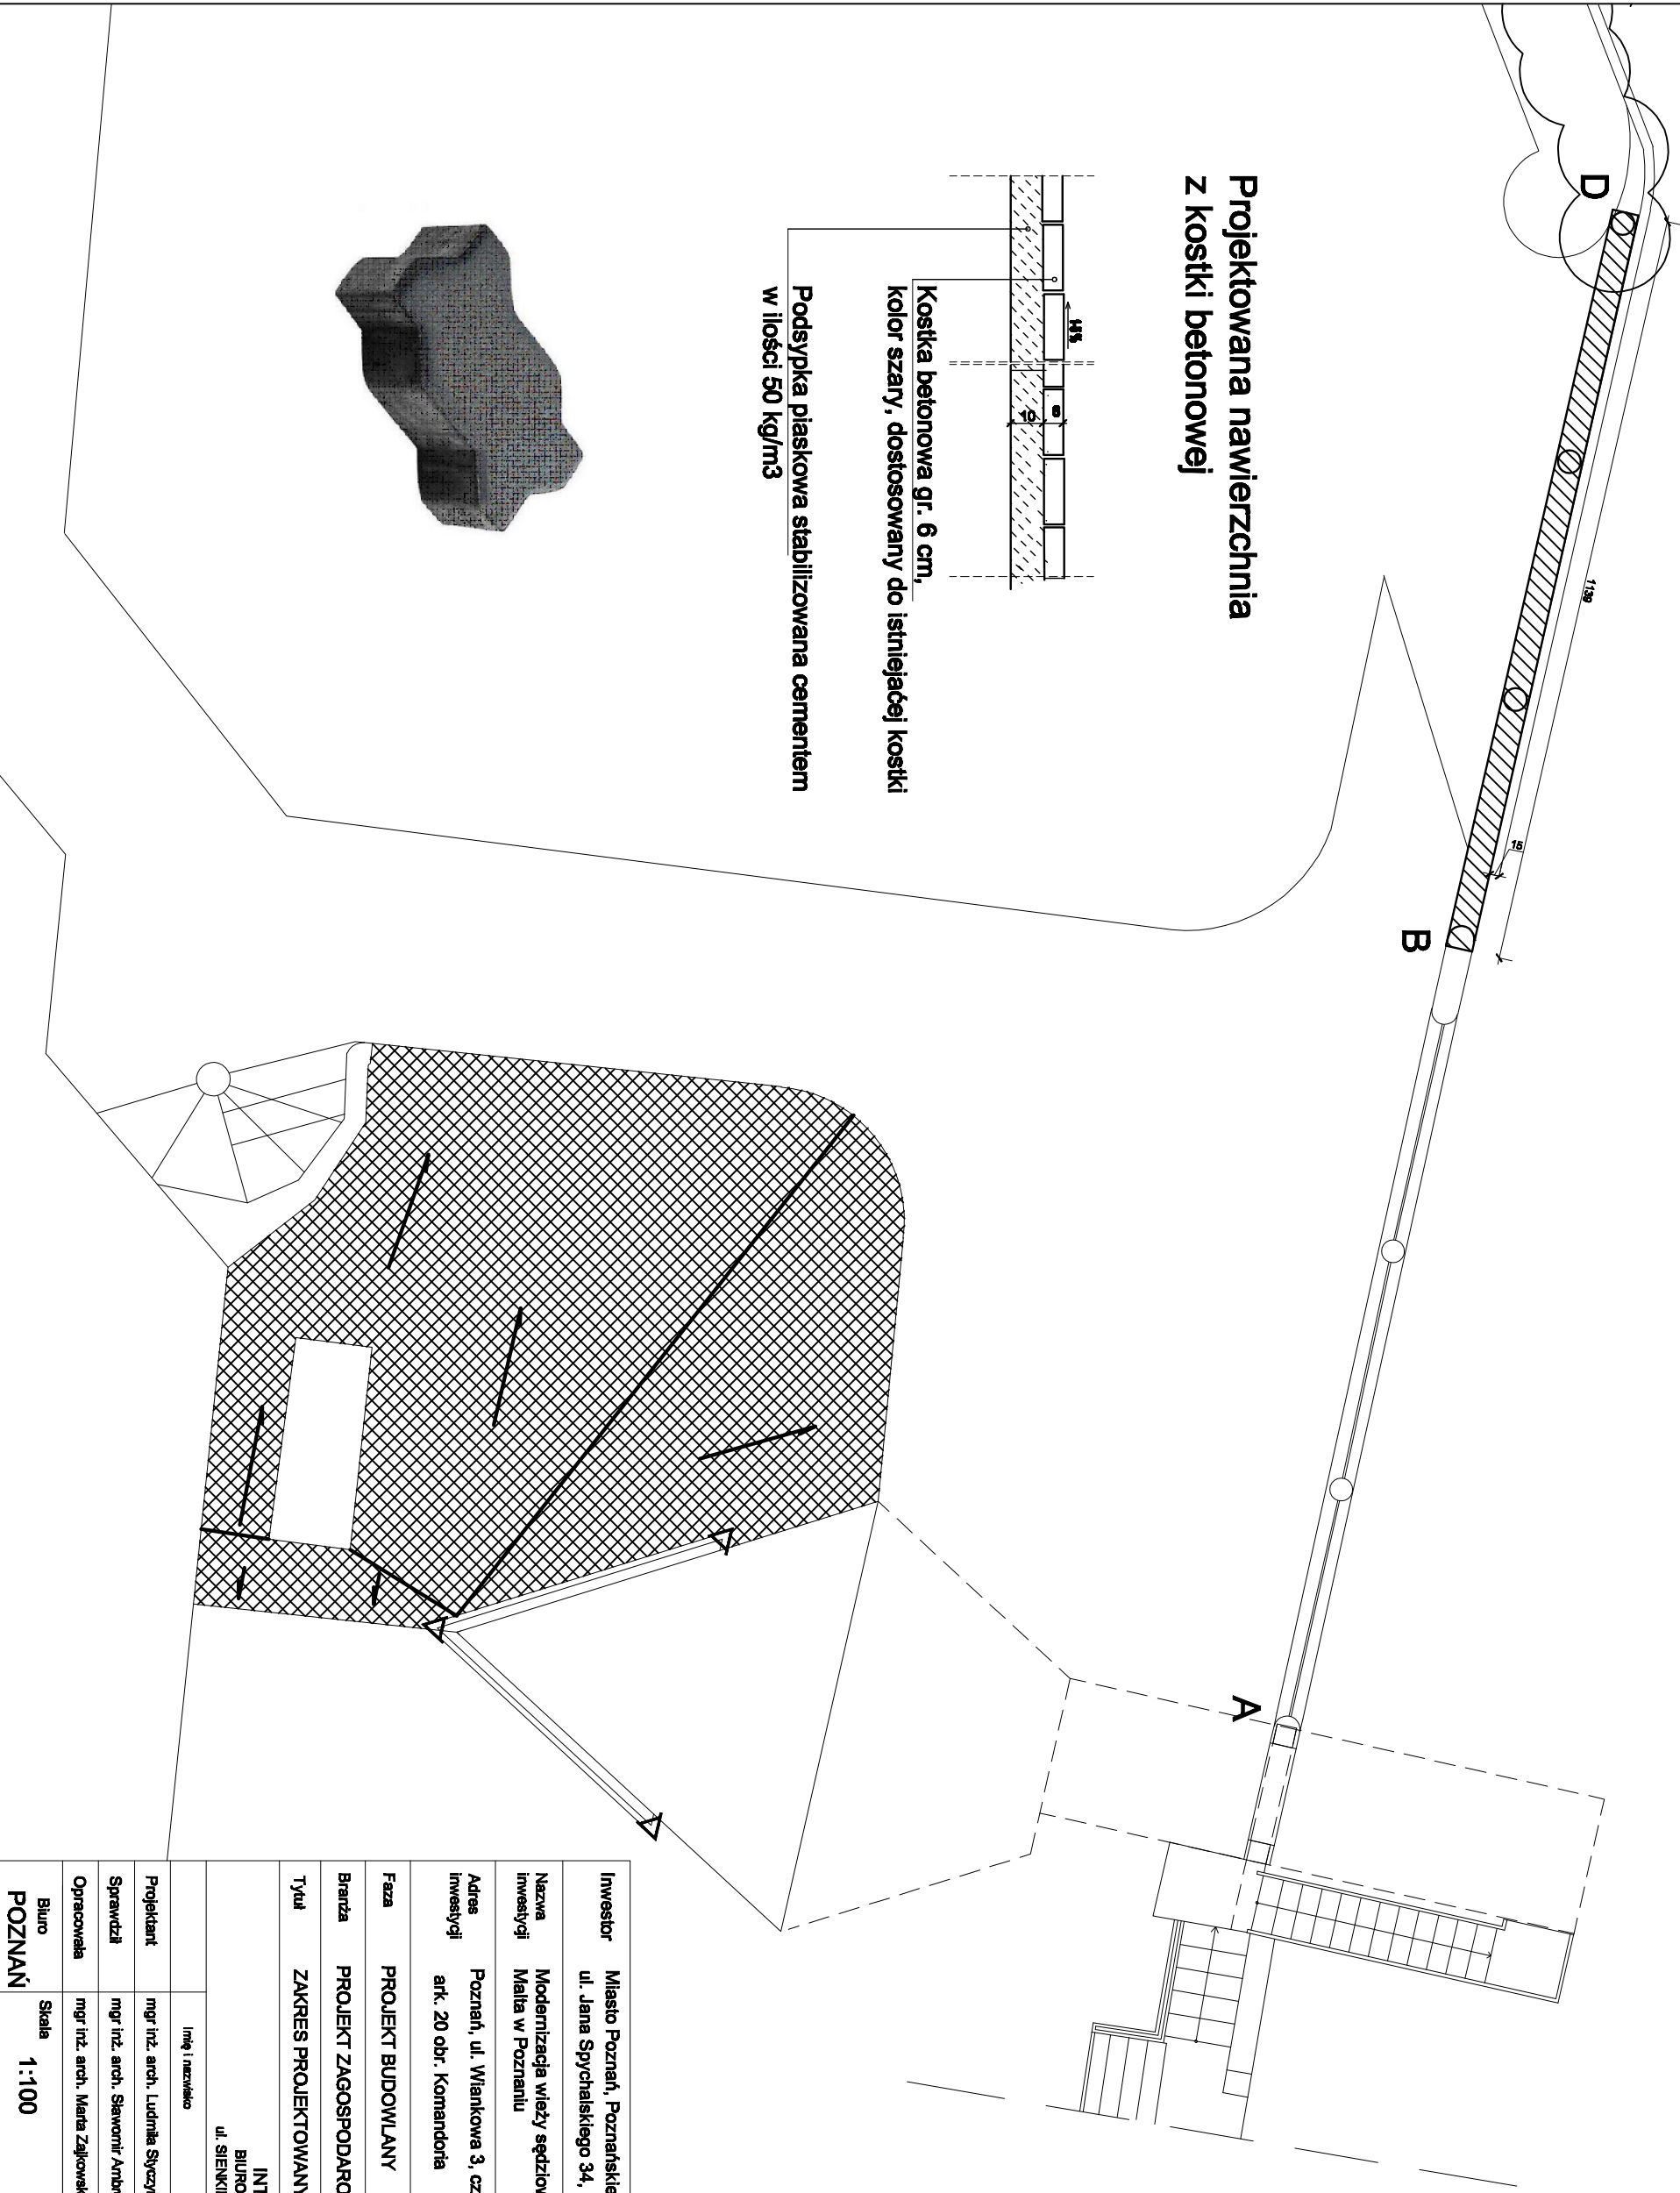 Projektowana nawierzchnia
z kostki betonowej
Kostka betonowa gr. 6 cm,
kolor szary, dostosowany do istniejaćej kostki
Podsypka piaskowa stabilizowana cementem
w ilości 50 kg/m3
10
6
D
B
A
15
Inwestor
Miasto Poznań, Poznańskie
ul. Jana Spychalskiego 34,
Nazwa
inwestycji
Modernizacja wieży sędziow
Malta w Poznaniu
Adres
inwestycji
Poznań, ul. Wiankowa 3, cz
ark. 20 obr. Komandoria
Faza
PROJEKT BUDOWLANY
Branża
PROJEKT ZAGOSPODARO
Tytuł
ZAKRES PROJEKTOWANY
INT
BIURO
ul. SIENKI
Imię i nazwisko
Projektant
mgr inż. arch. Ludmiła Styczy
Sprawdził
mgr inż. arch. Sławomir Ambr
Opracowała
mgr inż. arch. Marta Zajkowsk
Biuro
POZNAŃ
Skala
1:100